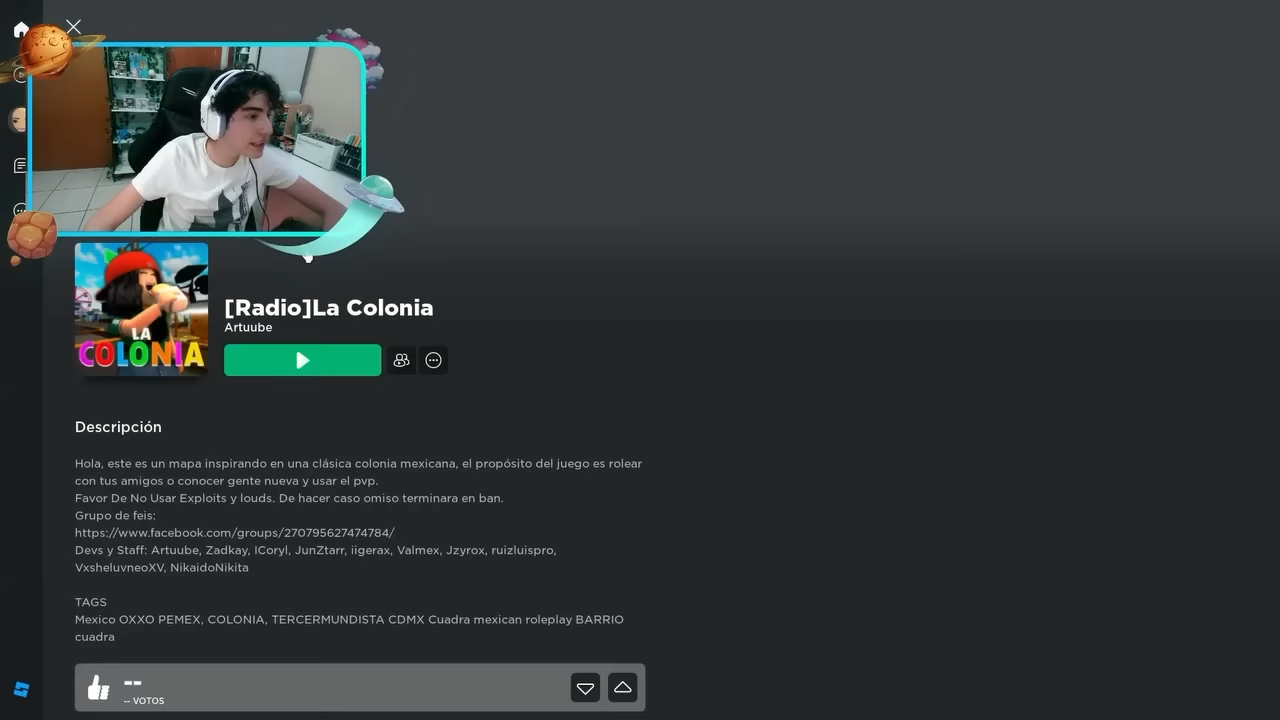 LA
COLONIA
[Radio]La Colonia
Artuube
Descripción
Hola, este es un mapa inspirando en una clásica colonia mexicana, el propósito del juego es rolear
con tus amigos o conocer gente nueva y usar el pvp.
Favor De No Usar Exploits y louds. De hacer caso omiso terminara en ban.
Grupo de feis:
https://www.facebook.com/groups/270795627474784/
Devs y Staff: Artuube, Zadkay, ICoryl, JunZtarr, iigerax, Valmex, Jzyrox, ruizluispro,
VxsheluvneoXV, NikaidoNikita
TAGS
Mexico OXXO PEMEX, COLONIA, TERCERMUNDISTA CDMX Cuadra mexican roleplay BARRIO
cuadra
--
-- VOTOS